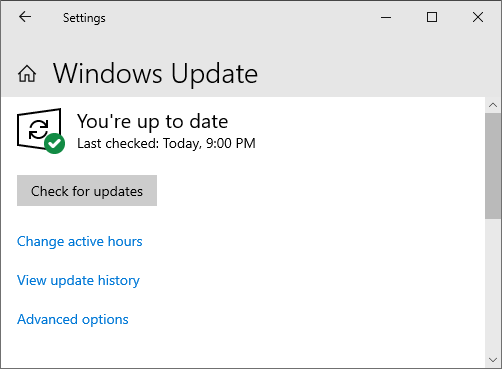 Settings
Windows Update
You're up to date
Last checked: Today, 9:00 PM
Check for updates
Change active hours
View update history
Advanced options